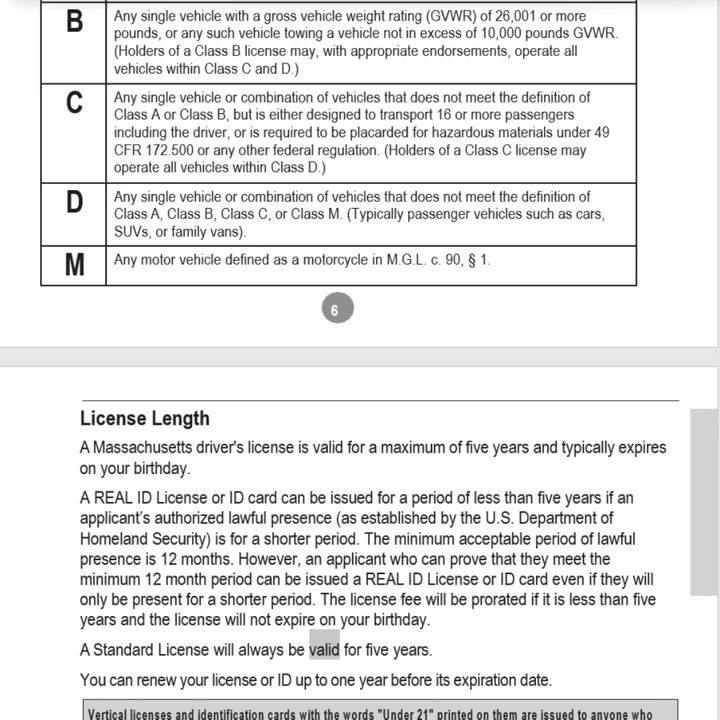 B
Any single vehicle with a gross vehicle weight rating (GVWR) of 26,001 or more
pounds, or any such vehicle towing a vehicle not in excess of 10,000 pounds GVWR.
(Holders of a Class B license may, with appropriate endorsements, operate all
vehicles within Class C and D.)
C
Any single vehicle or combination of vehicles that does not meet the definition of
Class A or Class B, but is either designed to transport 16 or more passengers
including the driver, or is required to be placarded for hazardous materials under 49
CFR 172.500 or any other federal regulation. (Holders of a Class C license may
operate all vehicles within Class D.)
D
Any single vehicle or combination of vehicles that does not meet the definition of
Class A, Class B, Class C, or Class M. (Typically passenger vehicles such as cars,
SUVs, or family vans).
M
Any motor vehicle defined as a motorcycle in M.G.L. c. 90, § 1.
6
License Length
A Massachusetts driver's license is valid for a maximum of five years and typically expires
on your birthday.
A REAL ID License or ID card can be issued for a period of less than five years if an
applicant's authorized lawful presence (as established by the U.S. Department of
Homeland Security) is for a shorter period. The minimum acceptable period of lawful
presence is 12 months. However, an applicant who can prove that they meet the
minimum 12 month period can be issued a REAL ID License or ID card even if they will
only be present for a shorter period. The license fee will be prorated if it is less than five
years and the license will not expire on your birthday.
A Standard License will always be valid for five years.
You can renew your license or ID up to one year before its expiration date.
Vertical licenses and identification cards with the words "Under 21" printed on them are issued to anyone who